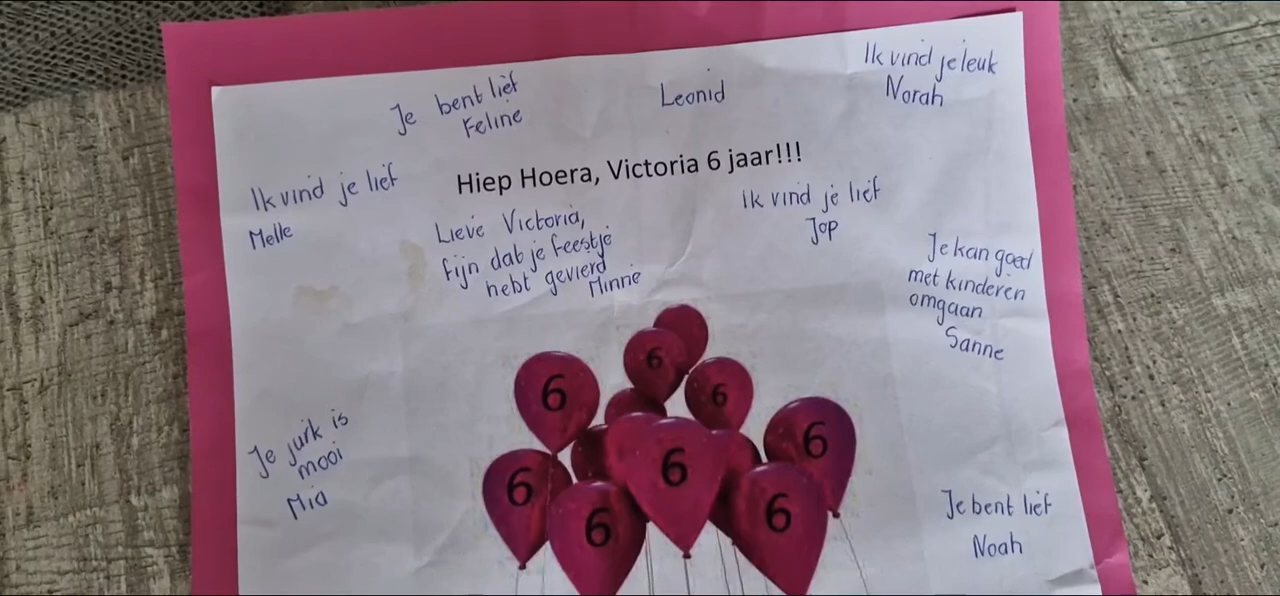 Ik vind je leuk
Norah
Je bent lief
Feline
Leonid
Hiep Hoera, Victoria 6 jaar!!!
Ik vind je lief
Melle
Lieve Victoria,
Fijn dat je feestje
hebt gevierd
Minnie
Ik vind je lief
Jop
Je kan goed
met kinderen
omgaan
Sanne
6
6
6
6
6
6
6
6
Je jurk is
mooi
Mia
Je bent lief
Noah